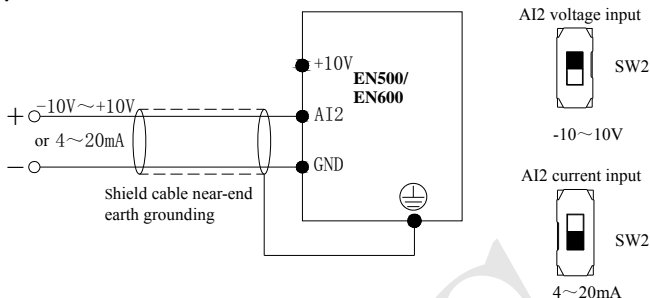 AI2 voltage input
+10V
EN500/
EN600
SW2
+ -10V～+10V
AI2
or 4～20mA
-10～10V
− GND
AI2 current input
Shield cable near-end
earth grounding
SW2
4～20mA